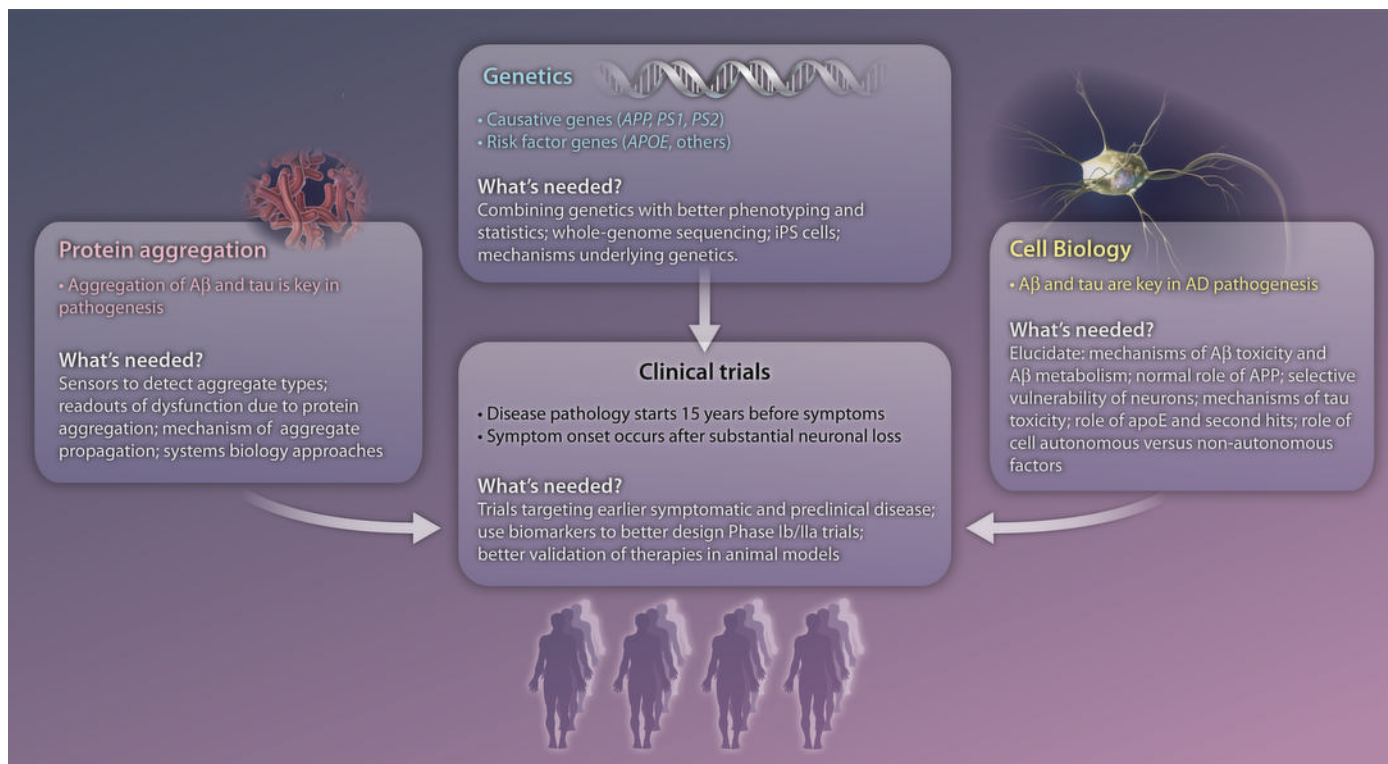 Genetics
• Causative genes (APP, PS1, PS2)
• Risk factor genes (APOE, others)
What’s needed?
Combining genetics with better phenotyping and
statistics; whole-genome sequencing; iPS cells;
mechanisms underlying genetics.
Protein aggregation
• Aggregation of Aβ and tau is key in
pathogenesis
What’s needed?
Sensors to detect aggregate types;
readouts of dysfunction due to protein
aggregation; mechanism of aggregate
propagation; systems biology approaches
Cell Biology
• Aβ and tau are key in AD pathogenesis
What’s needed?
Elucidate: mechanisms of Aβ toxicity and
Aβ metabolism; normal role of APP; selective
vulnerability of neurons; mechanisms of tau
toxicity; role of apoE and second hits; role of
cell autonomous versus non-autonomous
factors
Clinical trials
• Disease pathology starts 15 years before symptoms
• Symptom onset occurs after substantial neuronal loss
What’s needed?
Trials targeting earlier symptomatic and preclinical disease;
use biomarkers to better design Phase Ib/IIa trials;
better validation of therapies in animal models